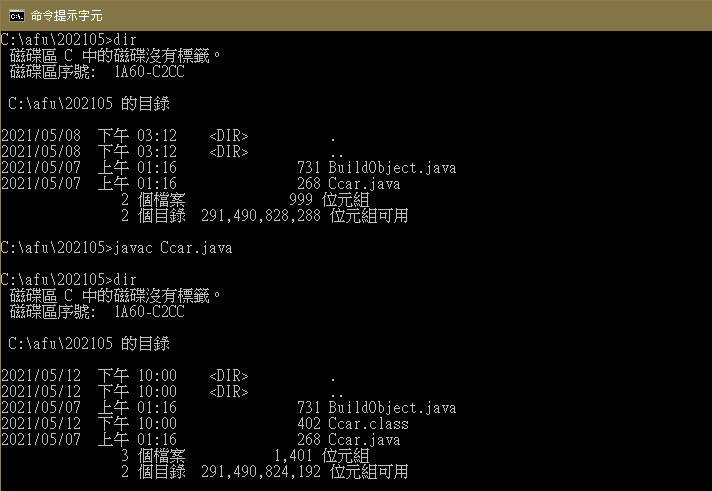 命令提示字元
C:\afu\202105>dir
 磁碟區 C 中的磁碟沒有標籤。
 磁碟區序號:  1A60-C2CC

 C:\afu\202105 的目錄

2021/05/08  下午 03:12    <DIR>          .
2021/05/08  下午 03:12    <DIR>          ..
2021/05/07  上午 01:16               731 BuildObject.java
2021/05/07  上午 01:16               268 Ccar.java
               2 個檔案             999 位元組
               2 個目錄  291,490,828,288 位元組可用

C:\afu\202105>javac Ccar.java

C:\afu\202105>dir
 磁碟區 C 中的磁碟沒有標籤。
 磁碟區序號:  1A60-C2CC

 C:\afu\202105 的目錄

2021/05/12  下午 10:00    <DIR>          .
2021/05/12  下午 10:00    <DIR>          ..
2021/05/07  上午 01:16               731 BuildObject.java
2021/05/12  下午 10:00               402 Ccar.class
2021/05/07  上午 01:16               268 Ccar.java
               3 個檔案           1,401 位元組
               2 個目錄  291,490,824,192 位元組可用